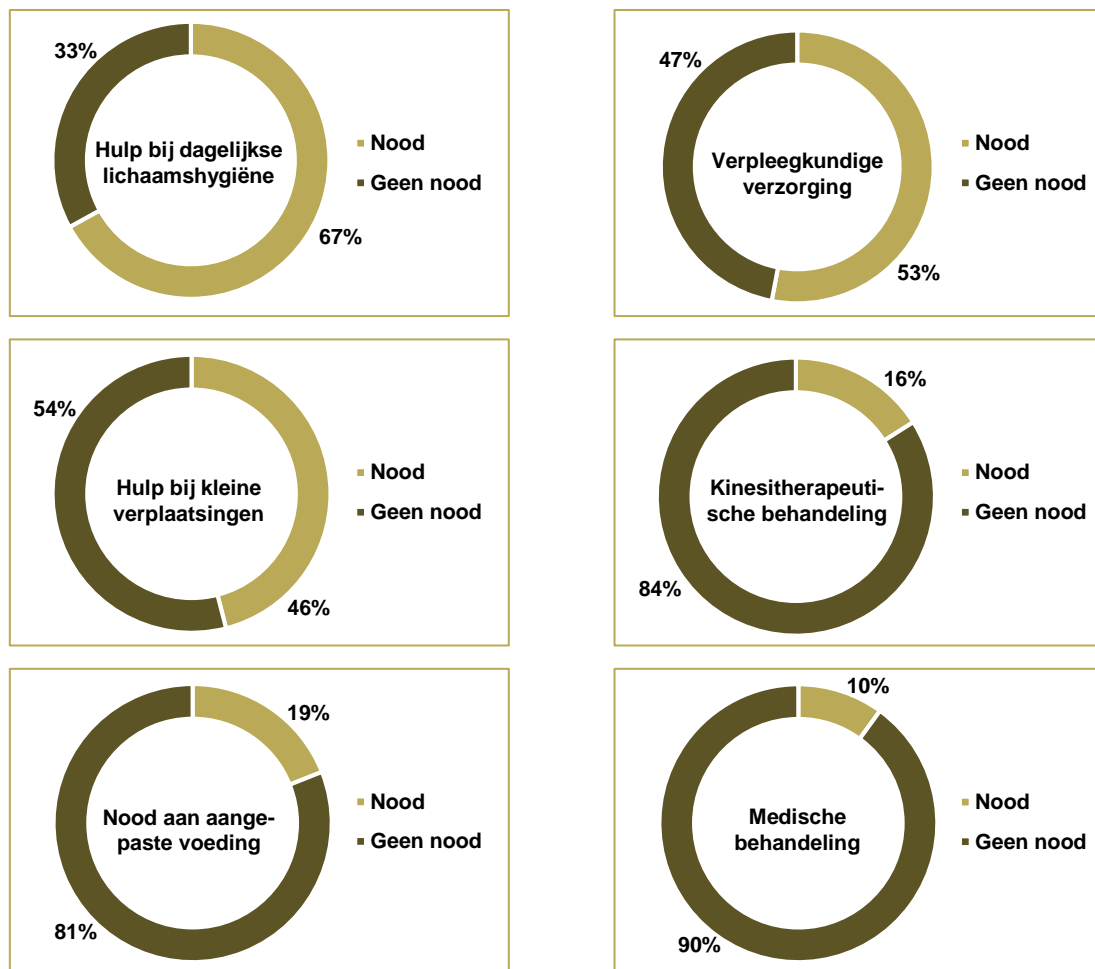 33%
Hulp bij dagelijkse
lichaamshygiëne
67%
Nood
Geen nood
47%
Verpleegkundige
verzorging
53%
Nood
Geen nood
54%
Hulp bij kleine
verplaatsingen
46%
Nood
Geen nood
16%
Kinesitherapeuti-
sche behandeling
84%
Nood
Geen nood
19%
Nood aan aange-
paste voeding
81%
Nood
Geen nood
10%
Medische
behandeling
90%
Nood
Geen nood